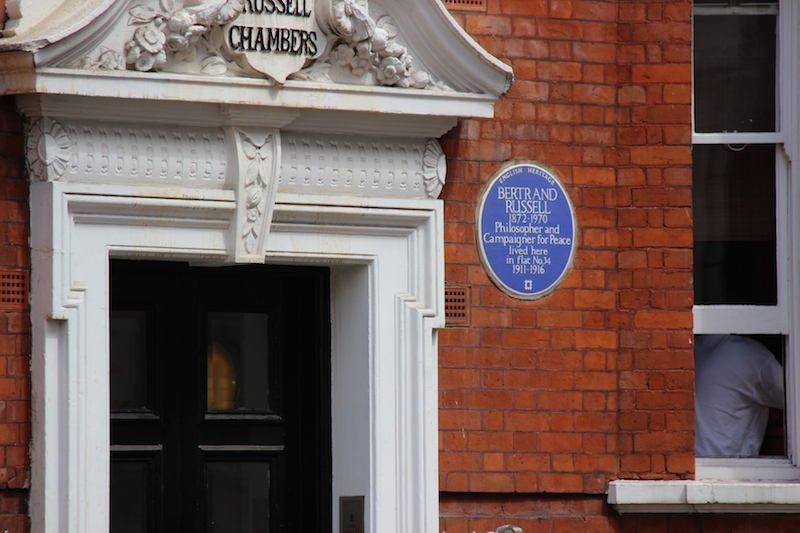 RUSSELL
CHAMBERS
ENGLISH HERITAGE
BERTRAND
RUSSELL
1872-1970
Philosopher and
Campaigner for Peace
lived here
in flat No.34
1911-1916